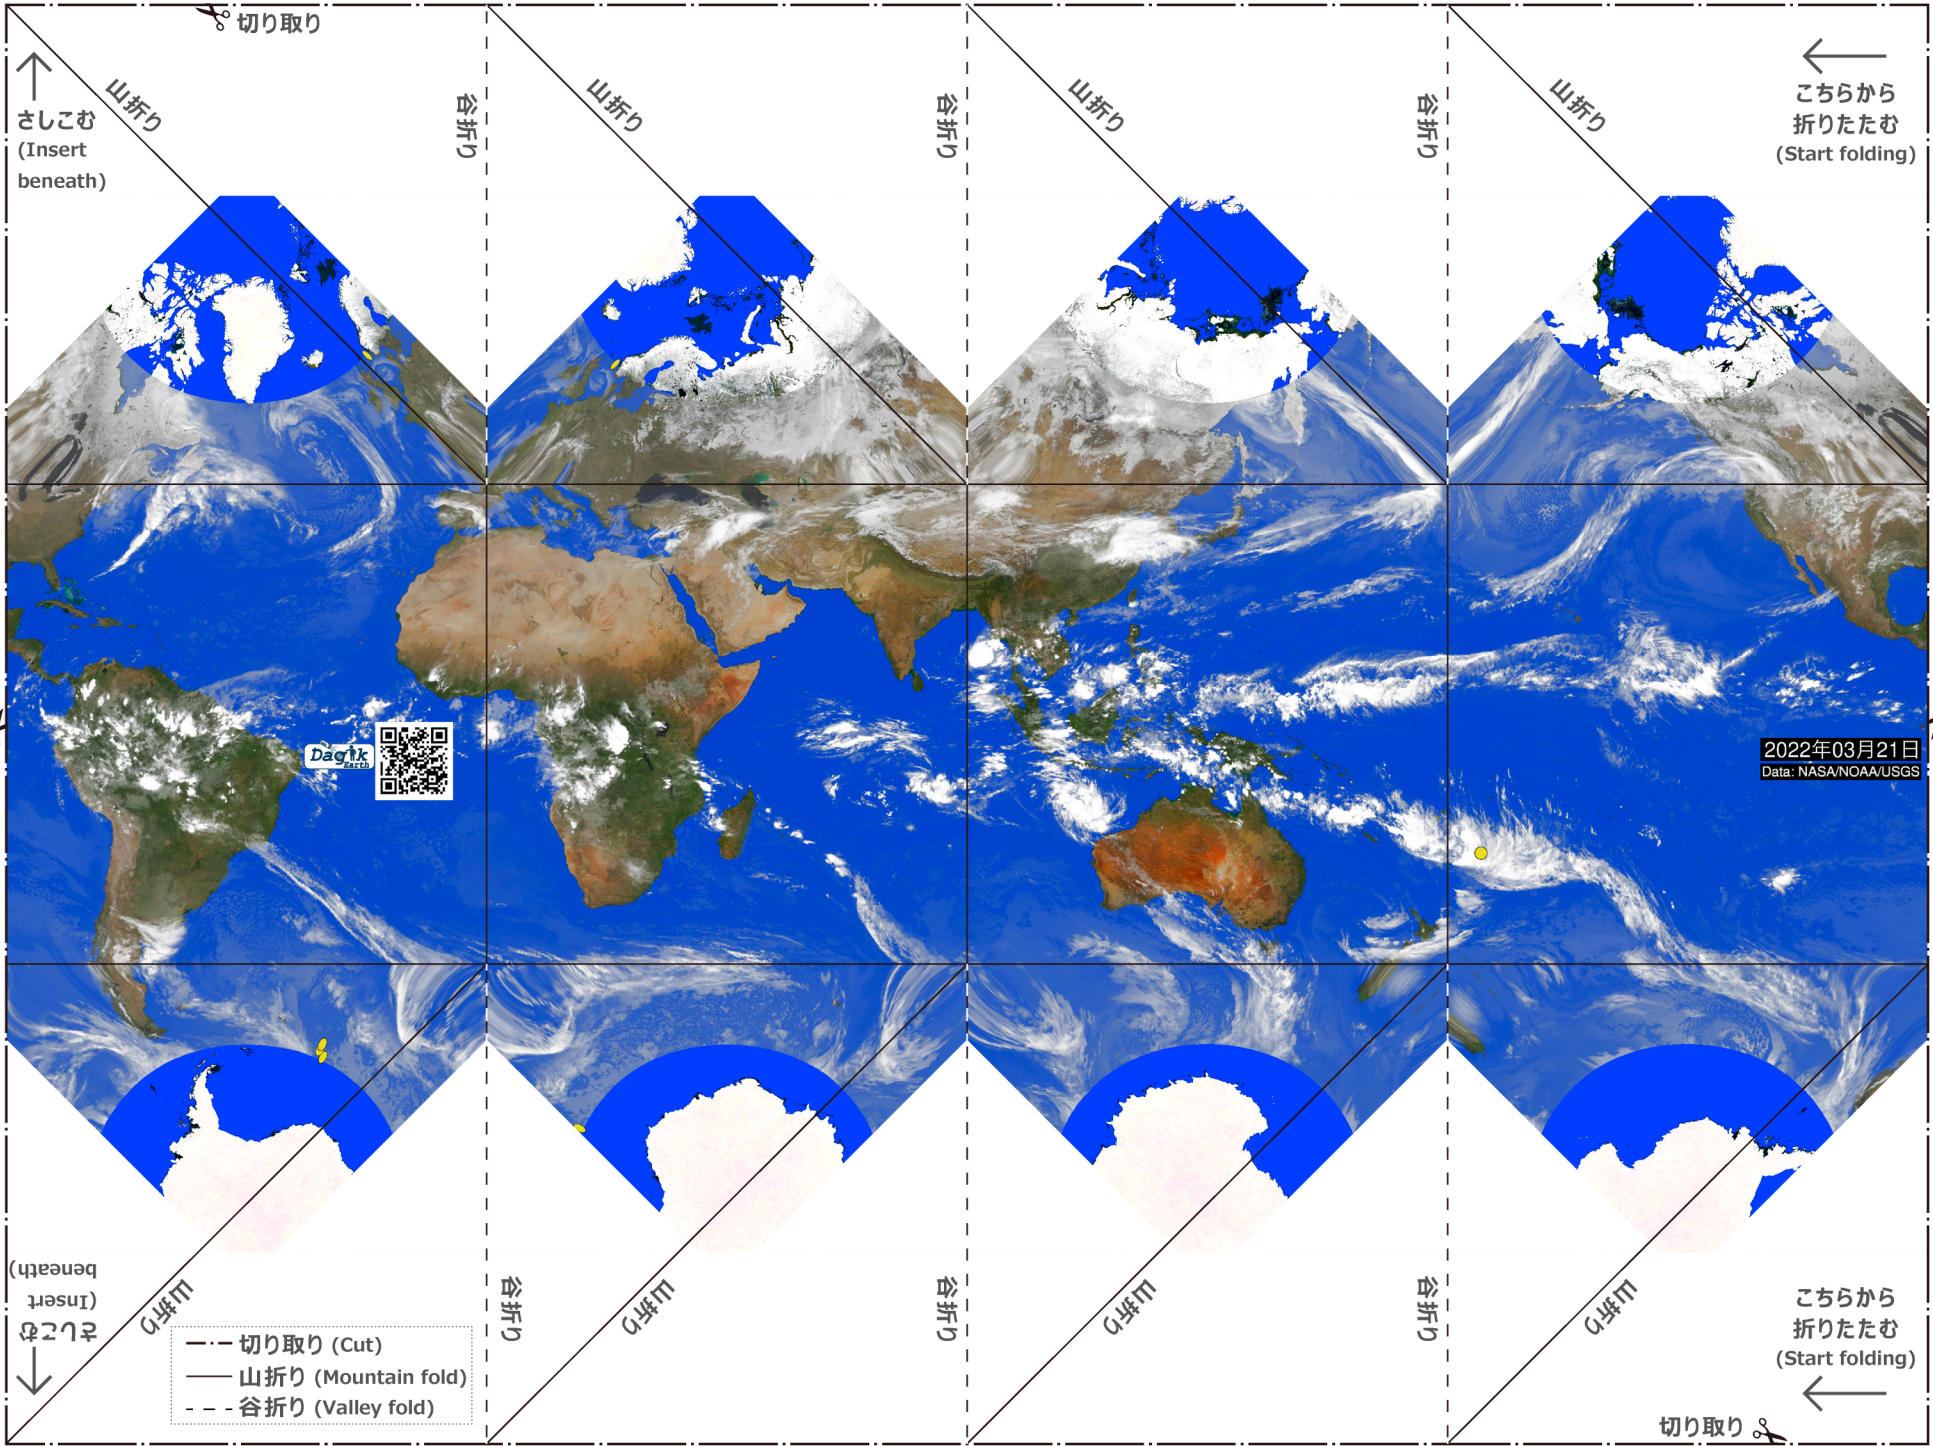 切り取り
さしこむ
(Insert
beneath)
山折り
谷折り
山折り
谷折り
山折り
谷折り
山折り
こちらから
折りたたむ
(Start folding)
Dagik
Earth
2022年03月21日
Data: NASA/NOAA/USGS
さしこむ
(Insert
beneath)
山折り
谷折り
山折り
谷折り
山折り
谷折り
山折り
こちらから
折りたたむ
(Start folding)
切り取り (Cut)
山折り (Mountain fold)
谷折り (Valley fold)
切り取り